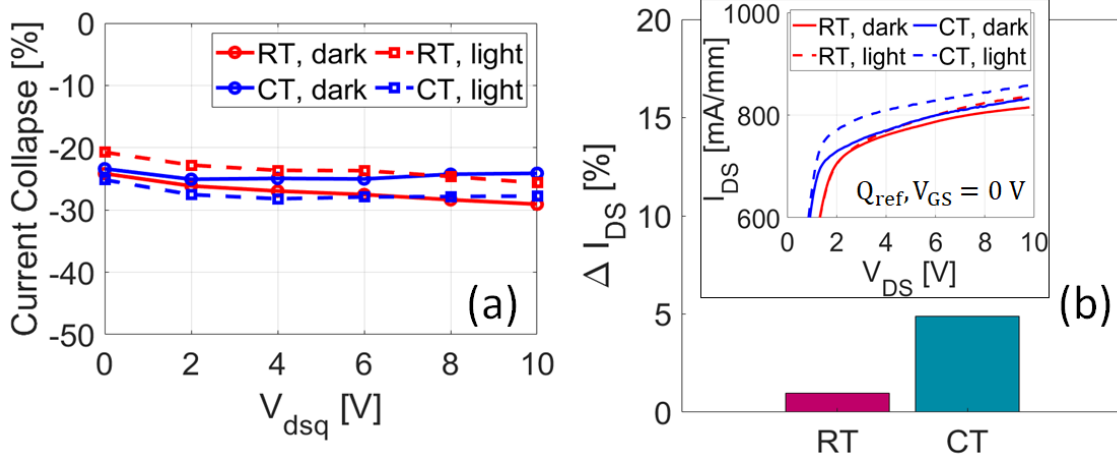 Current Collapse [%]
0
-10
-20
-30
-40
-50
RT, dark
RT, light
CT, dark
CT, light
(a)
0 2 4 6 8 10
V_dsq [V]
Δ I_DS [%]
20
15
10
5
0
I_DS [mA/mm]
1000
800
600
RT, dark
CT, dark
RT, light
CT, light
Q_ref, V_GS = 0 V
0 2 4 6 8 10
V_DS [V]
(b)
RT CT